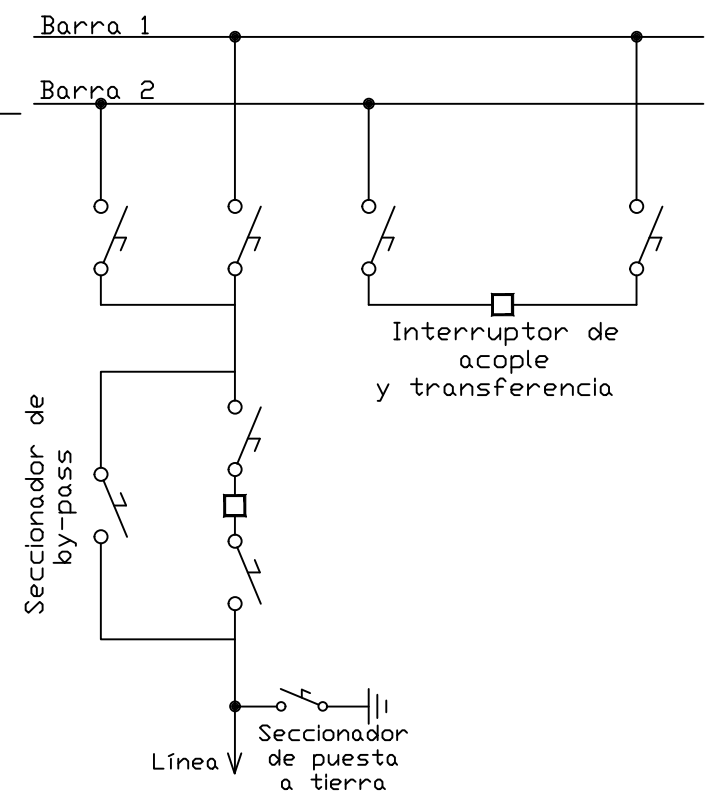 Barra 1
Barra 2
Interruptor de
acople
y transferencia
Seccionador de
by-pass
Seccionador
de puesta
a tierra
Línea